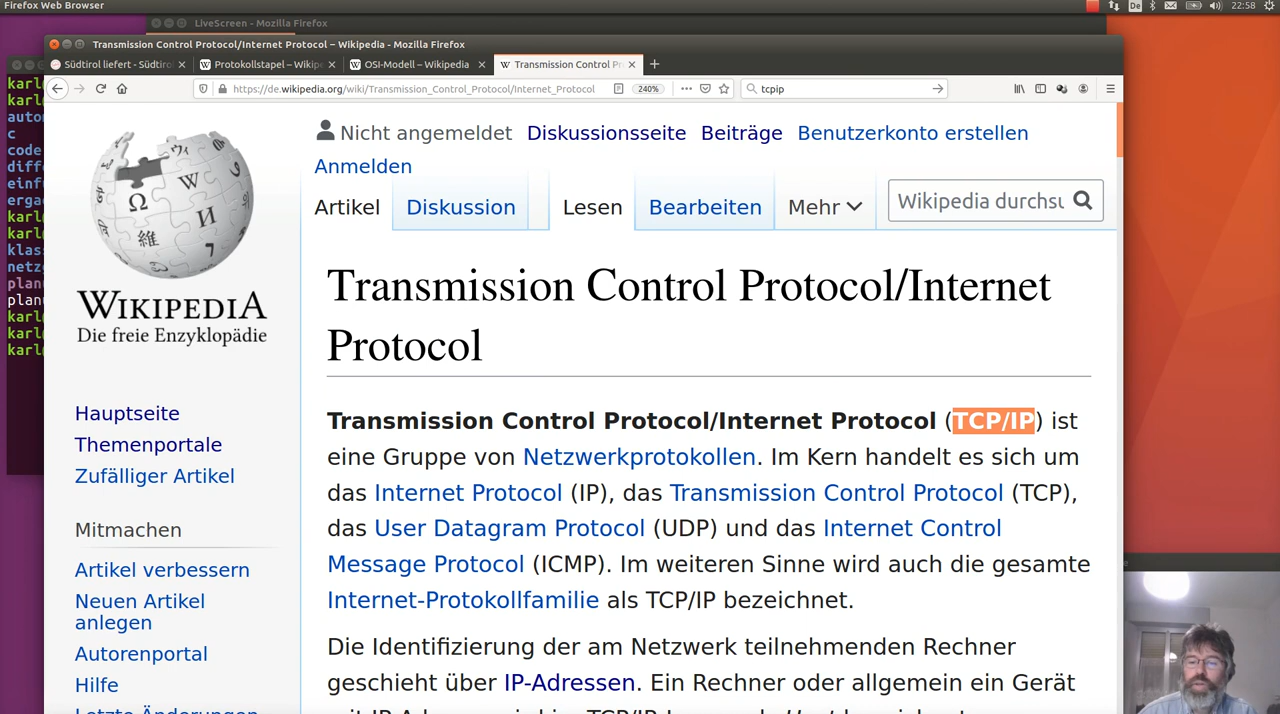 Firefox Web Browser
De
22:58
LiveScreen - Mozilla Firefox
Transmission Control Protocol/Internet Protocol – Wikipedia - Mozilla Firefox
Südtirol liefert - Südtiro
Protokollstapel – Wikipe
OSI-Modell – Wikipedia
Transmission Control Pr
https://de.wikipedia.org/wiki/Transmission_Control_Protocol/Internet_Protocol
240%
tcpip
Nicht angemeldet Diskussionsseite Beiträge Benutzerkonto erstellen
Anmelden
Artikel Diskussion Lesen Bearbeiten Mehr
Wikipedia durchsu
karl
karl
auto
c
code
diff
einf
erga
karl
karl
klas
netz
plan
plan
karl
karl
karl
Ω
W
И
維
WIKIPEDIA
Die freie Enzyklopädie
Hauptseite
Themenportale
Zufälliger Artikel
Mitmachen
Artikel verbessern
Neuen Artikel
anlegen
Autorenportal
Hilfe
Letzte Änderungen
Transmission Control Protocol/Internet
Protocol
Transmission Control Protocol/Internet Protocol (TCP/IP) ist
eine Gruppe von Netzwerkprotokollen. Im Kern handelt es sich um
das Internet Protocol (IP), das Transmission Control Protocol (TCP),
das User Datagram Protocol (UDP) und das Internet Control
Message Protocol (ICMP). Im weiteren Sinne wird auch die gesamte
Internet-Protokollfamilie als TCP/IP bezeichnet.
Die Identifizierung der am Netzwerk teilnehmenden Rechner
geschieht über IP-Adressen. Ein Rechner oder allgemein ein Gerät